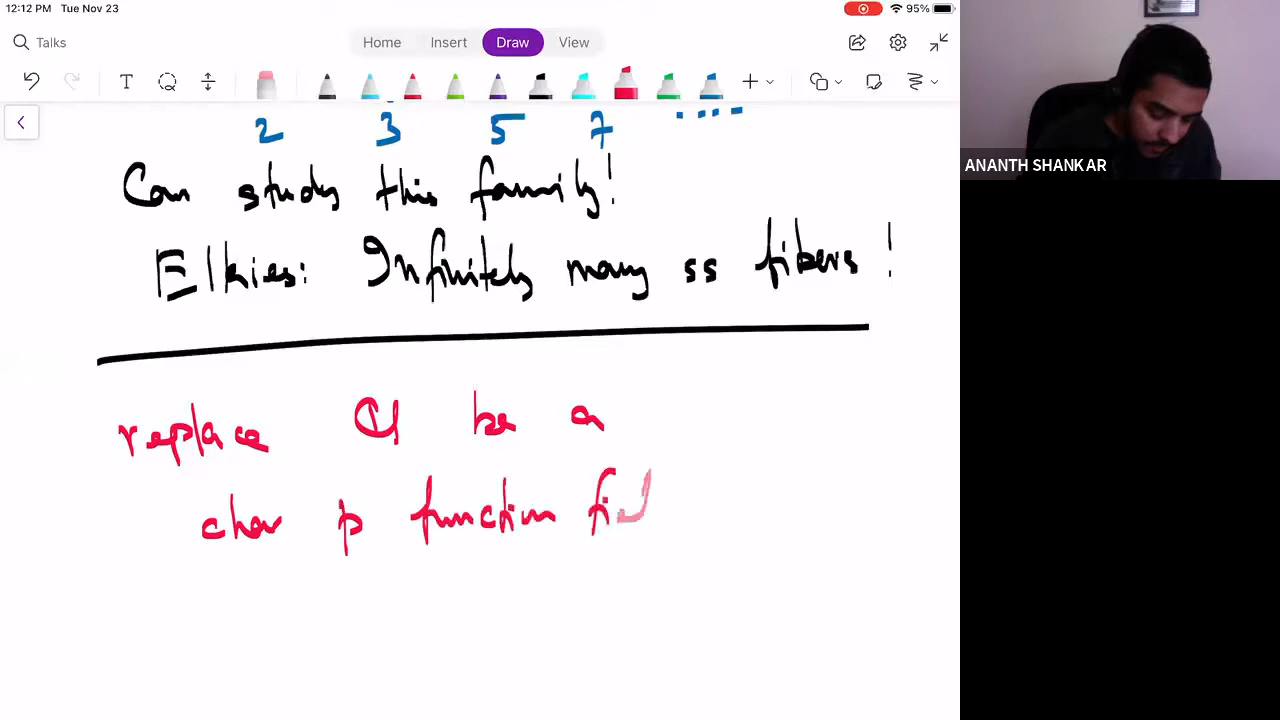 12:12 PM Tue Nov 23
95%
Talks
Home Insert Draw View
ANANTH SHANKAR
2 3 5 7 ....
Can study this family!
Elkies: Infinitely many ss fibers!
replace be a
char p function